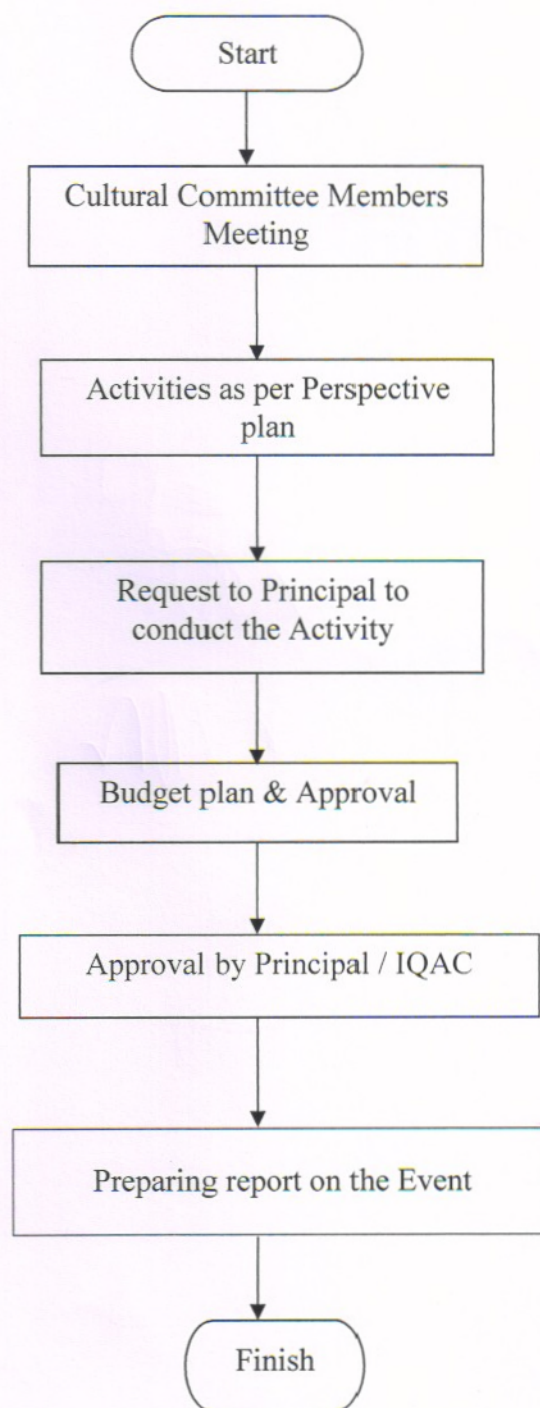 Start
Cultural Committee Members
Meeting
Activities as per Perspective
plan
Request to Principal to
conduct the Activity
Budget plan & Approval
Approval by Principal / IQAC
Preparing report on the Event
Finish